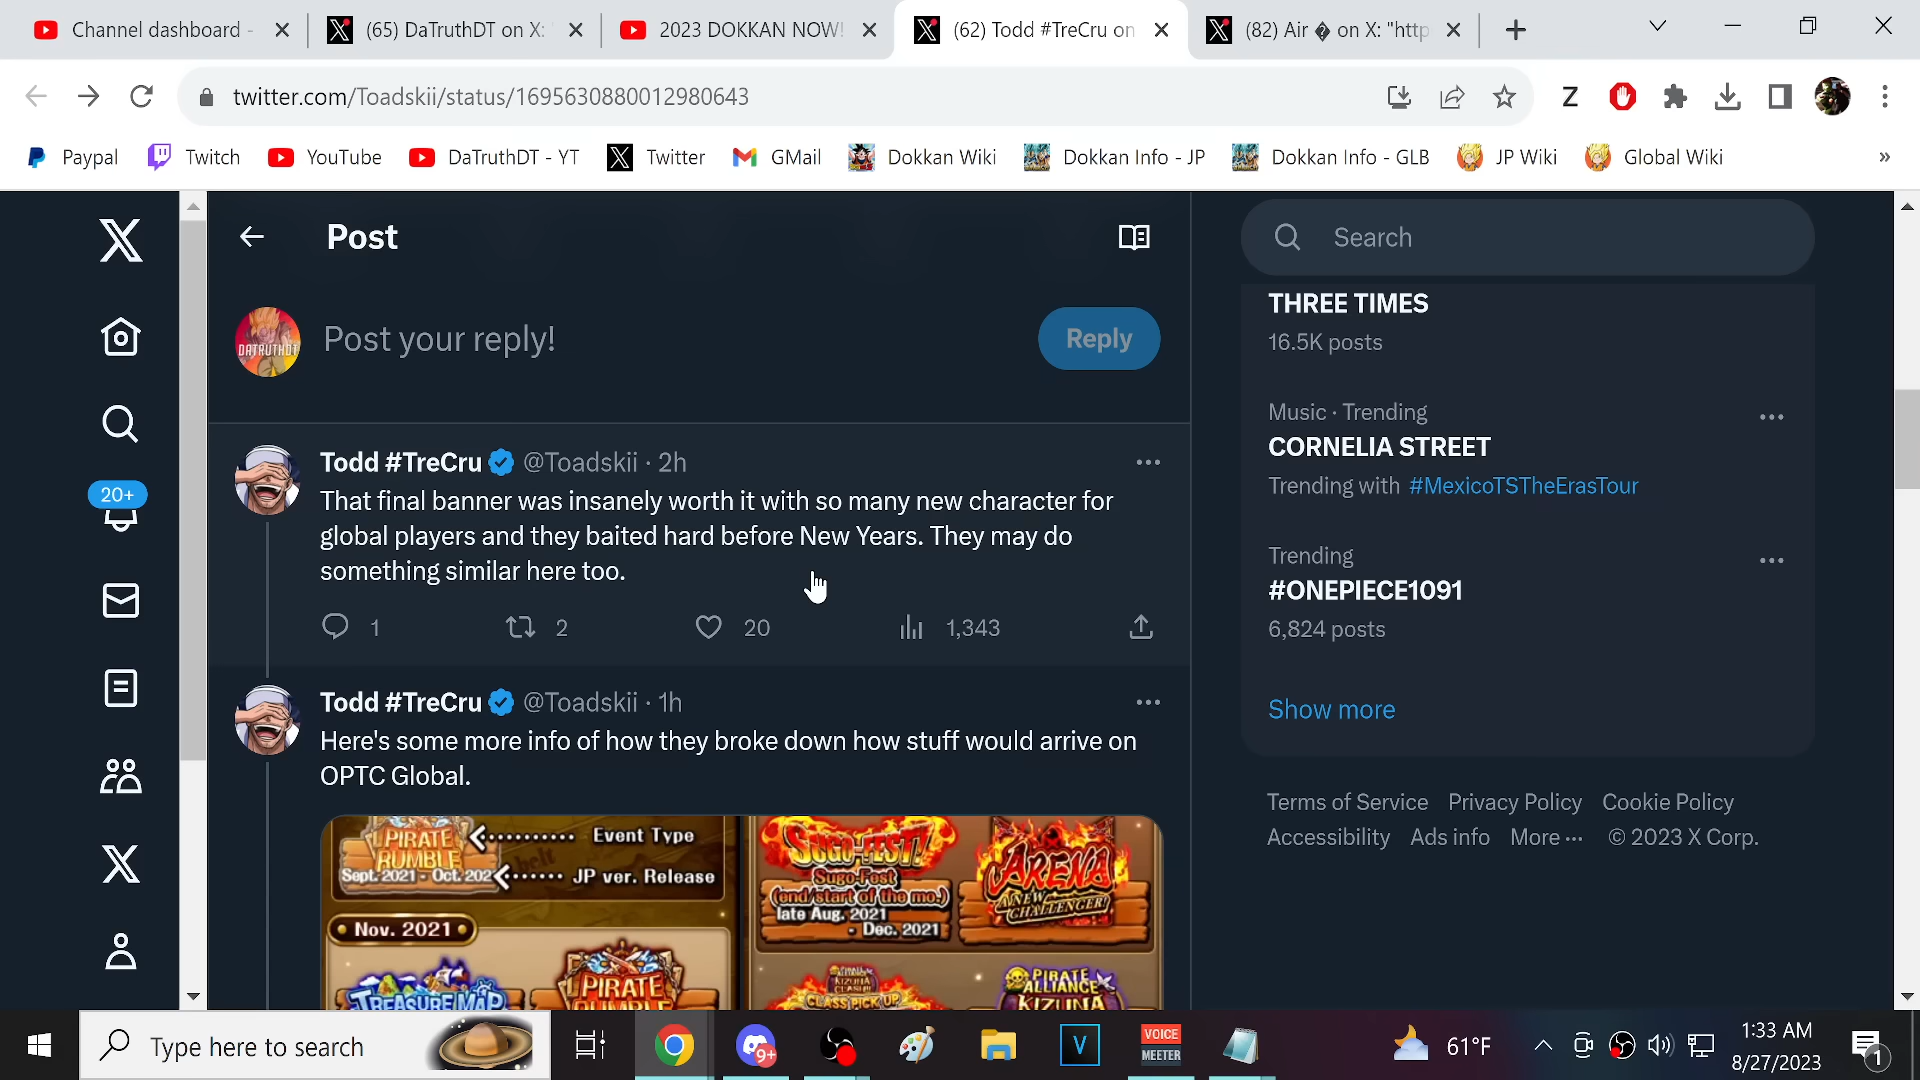 Channel dashboard -
(65) DaTruthDT on X:
2023 DOKKAN NOW!
(62) Todd #TreCru on
(82) Air � on X: "http
twitter.com/Toadskii/status/1695630880012980643
Z
Paypal
Twitch
YouTube
DaTruthDT - YT
Twitter
GMail
Dokkan Wiki
Dokkan Info - JP
Dokkan Info - GLB
JP Wiki
Global Wiki
»
Post
Search
DATRUTHDT
Post your reply!
Reply
THREE TIMES
16.5K posts
Music · Trending
CORNELIA STREET
Trending with #MexicoTSTheErasTour
Trending
#ONEPIECE1091
6,824 posts
Show more
20+
Todd #TreCru @Toadskii · 2h
That final banner was insanely worth it with so many new character for
global players and they baited hard before New Years. They may do
something similar here too.
1
2
20
1,343
Todd #TreCru @Toadskii · 1h
Here's some more info of how they broke down how stuff would arrive on
OPTC Global.
PIRATE
RUMBLE
Event Type
Sept. 2021 - Oct. 202
JP ver. Release
Nov. 2021
TREASURE MAP
PIRATE
RUMBLE
SUGO-FEST!
Sugo-Fest
(end/start of the mo.)
late Aug. 2021
- Dec. 2021
ARENA
NEW
CHALLENGER!
KIZUNA
CLASH!!
CLASS PICK UP
PIRATE
ALLIANCE
KIZUNA
Terms of Service Privacy Policy Cookie Policy
Accessibility Ads info More ··· © 2023 X Corp.
Type here to search
9+
V
VOICE
MEETER
61°F
1:33 AM
8/27/2023
1